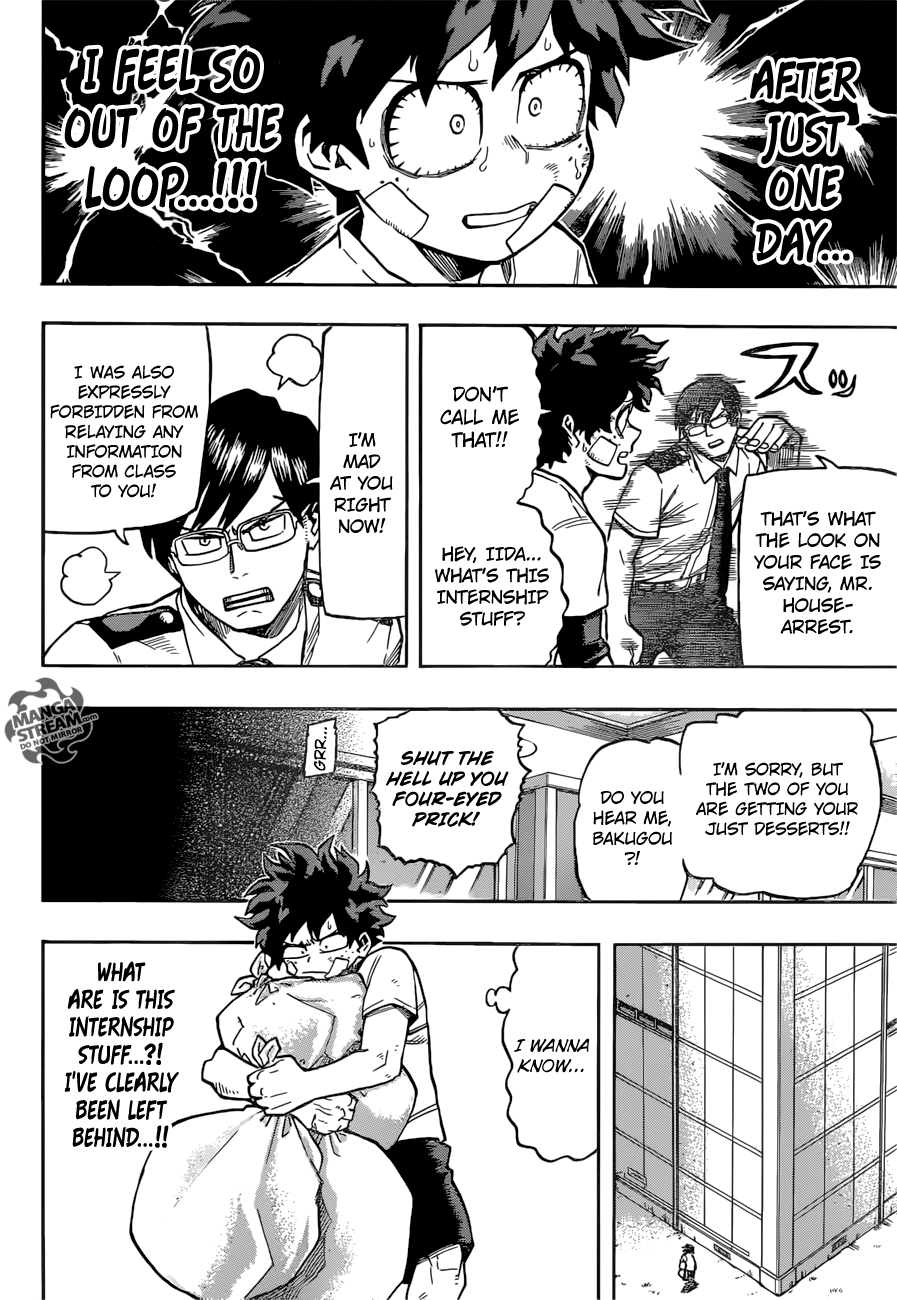 AFTER
JUST
ONE
DAY...
I FEEL SO
OUT OF THE
LOOP...!!!
ス
THAT'S WHAT
THE LOOK ON
YOUR FACE IS
SAYING, MR.
HOUSE-
ARREST.
DON'T
CALL ME
THAT!!
HEY, IIDA...
WHAT'S THIS
INTERNSHIP
STUFF?
I'M
MAD
AT YOU
RIGHT
NOW!
I WAS ALSO
EXPRESSLY
FORBIDDEN FROM
RELAYING ANY
INFORMATION
FROM CLASS
TO YOU!
I'M SORRY, BUT
THE TWO OF YOU
ARE GETTING YOUR
JUST DESSERTS!!
DO YOU
HEAR ME,
BAKUGOU
?!
SHUT THE
HELL UP YOU
FOUR-EYED
PRICK!
GRR...
MANGA
STREAM.com
DO NOT MIRROR
I WANNA
KNOW...
WHAT
ARE IS THIS
INTERNSHIP
STUFF...?!
I'VE CLEARLY
BEEN LEFT
BEHIND...!!